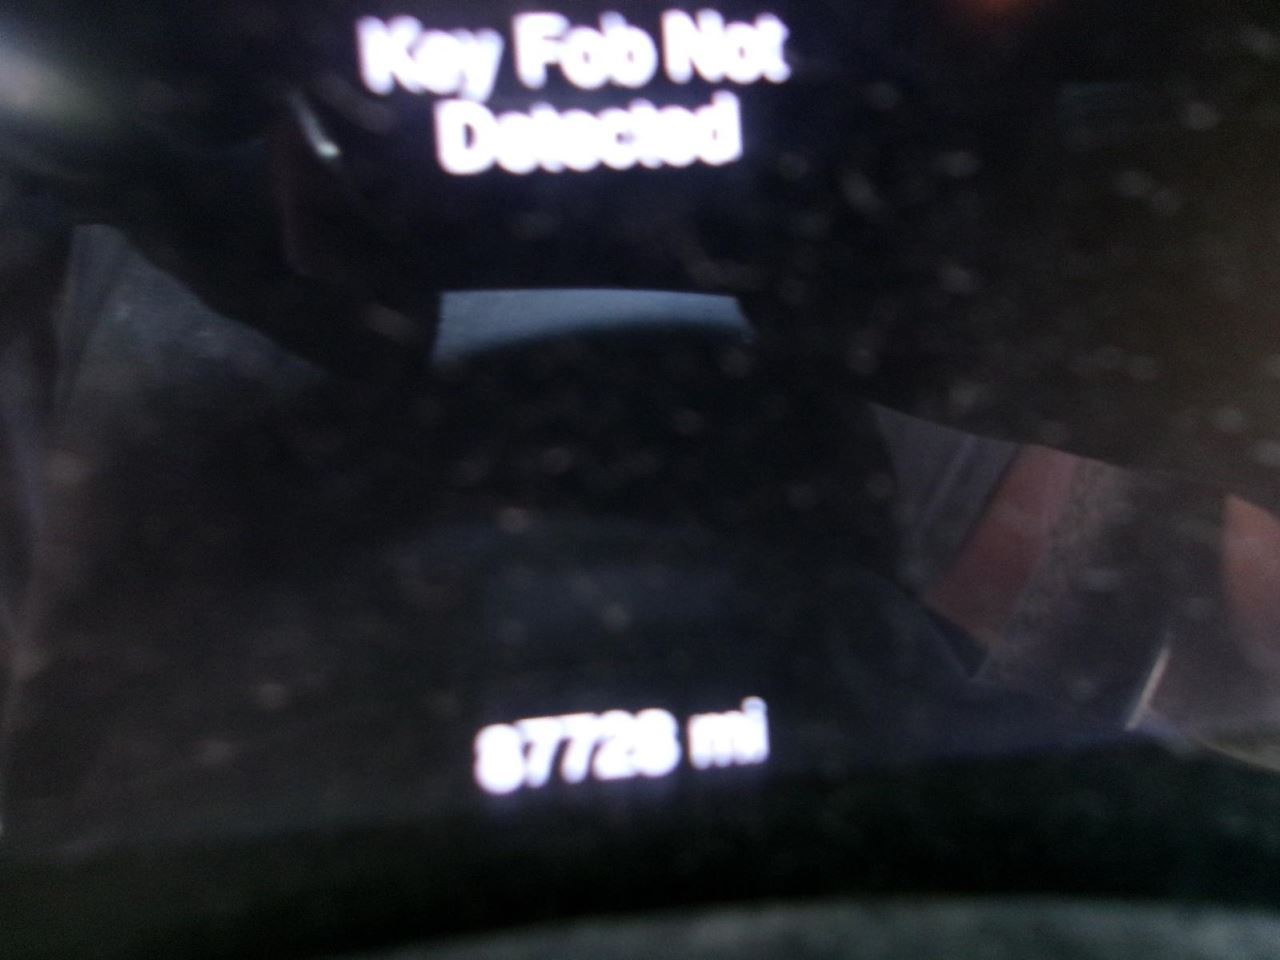 Key Fob Not
Detected
87728 mi